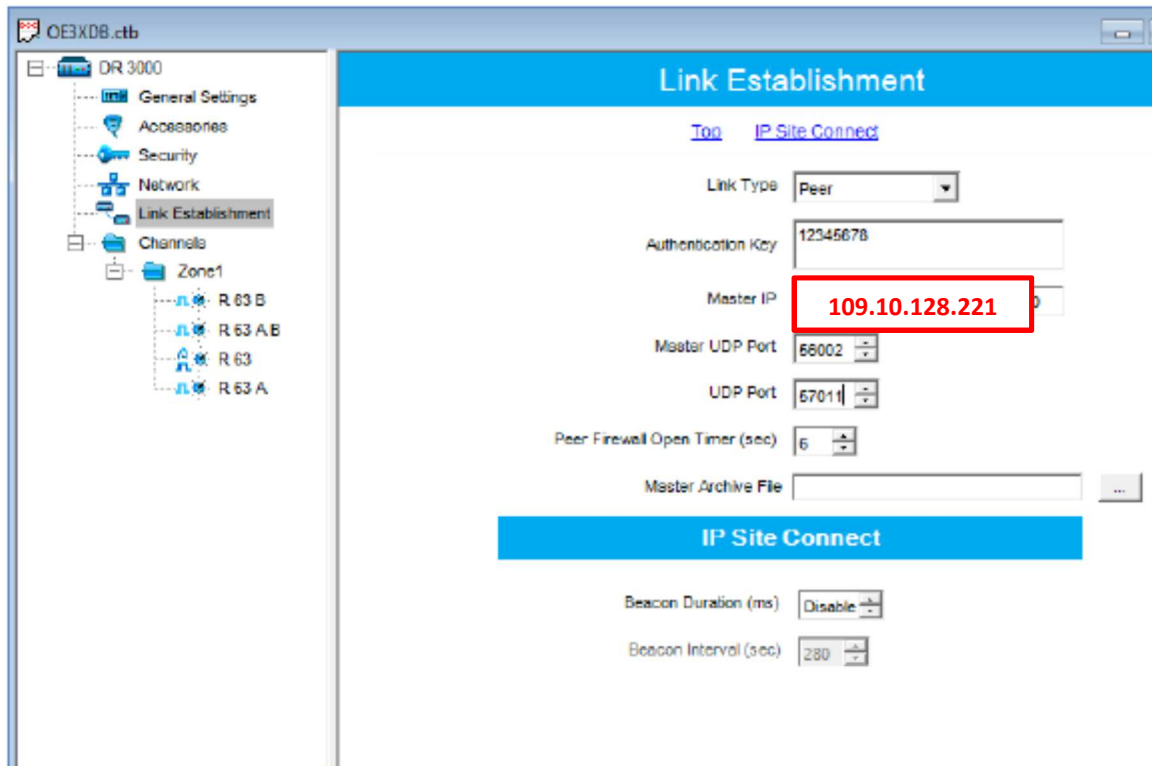 OE3XDB.ctb
DR 3000
General Settings
Accessories
Security
Network
Link Establishment
Channels
Zone1
R 63 B
R 63 A B
R 63
R 63 A
Link Establishment
Top IP Site Connect
Link Type Peer
Authentication Key 12345678
Master IP 109.10.128.221
Master UDP Port 56002
UDP Port 57011
Peer Firewall Open Timer (sec) 6
Master Archive File ...
IP Site Connect
Beacon Duration (ms) Disable
Beacon Interval (sec) 280